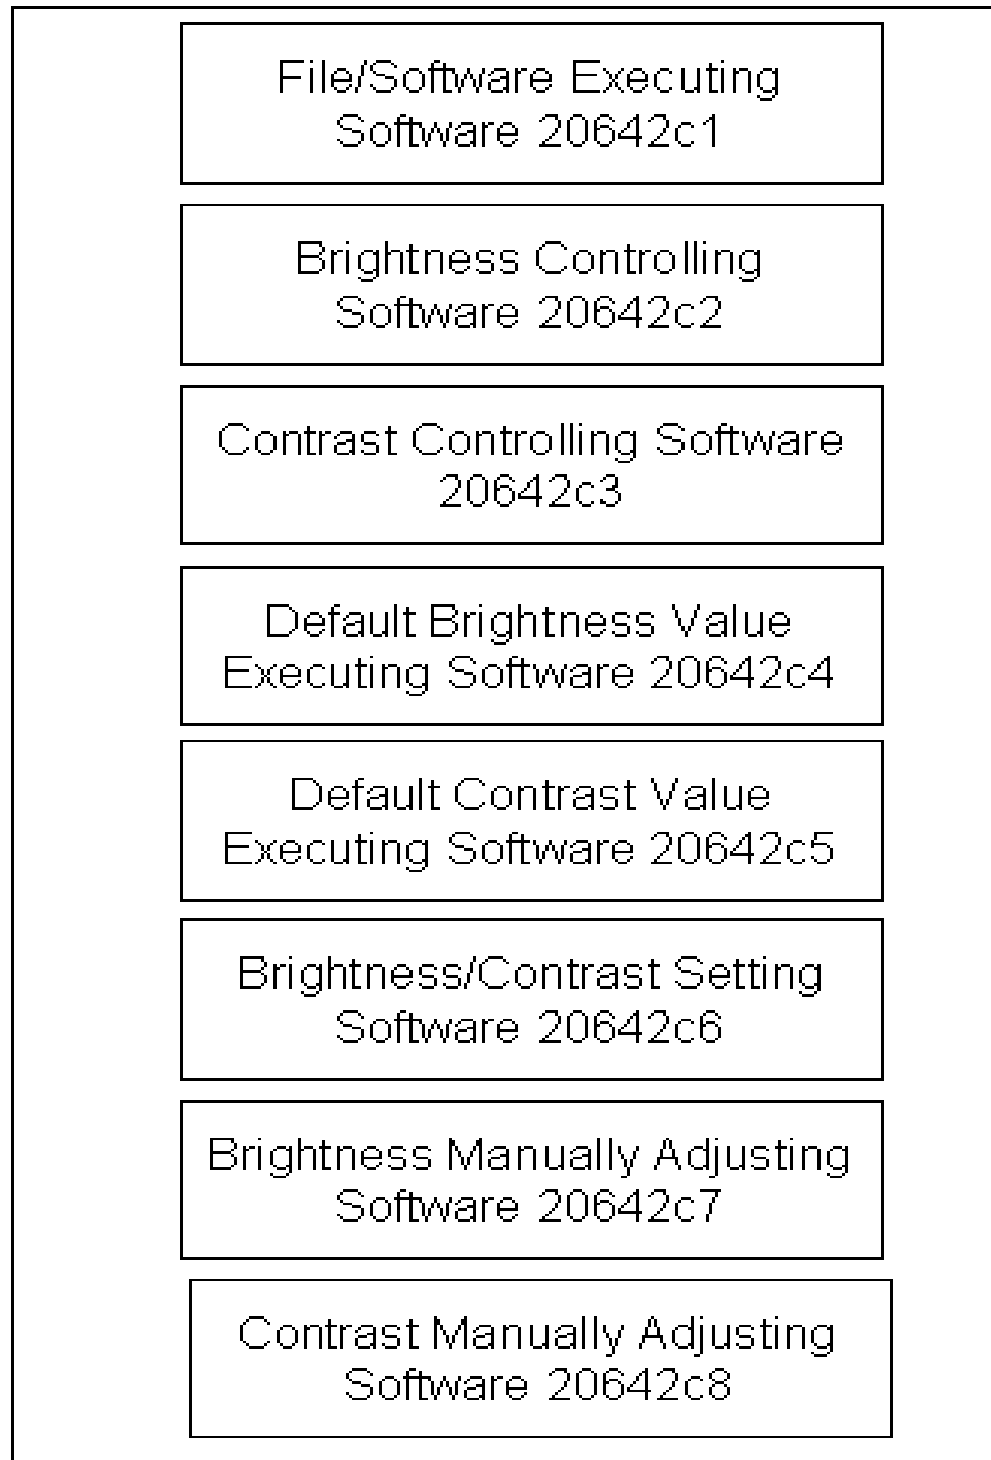 File/Software Executing
Software 20642c1
Brightness Controlling
Software 20642c2
Contrast Controlling Software
20642c3
Default Brightness Value
Executing Software 20642c4
Default Contrast Value
Executing Software 20642c5
Brightness/Contrast Setting
Software 20642c6
Brightness Manually Adjusting
Software 20642c7
Contrast Manually Adjusting
Software 20642c8